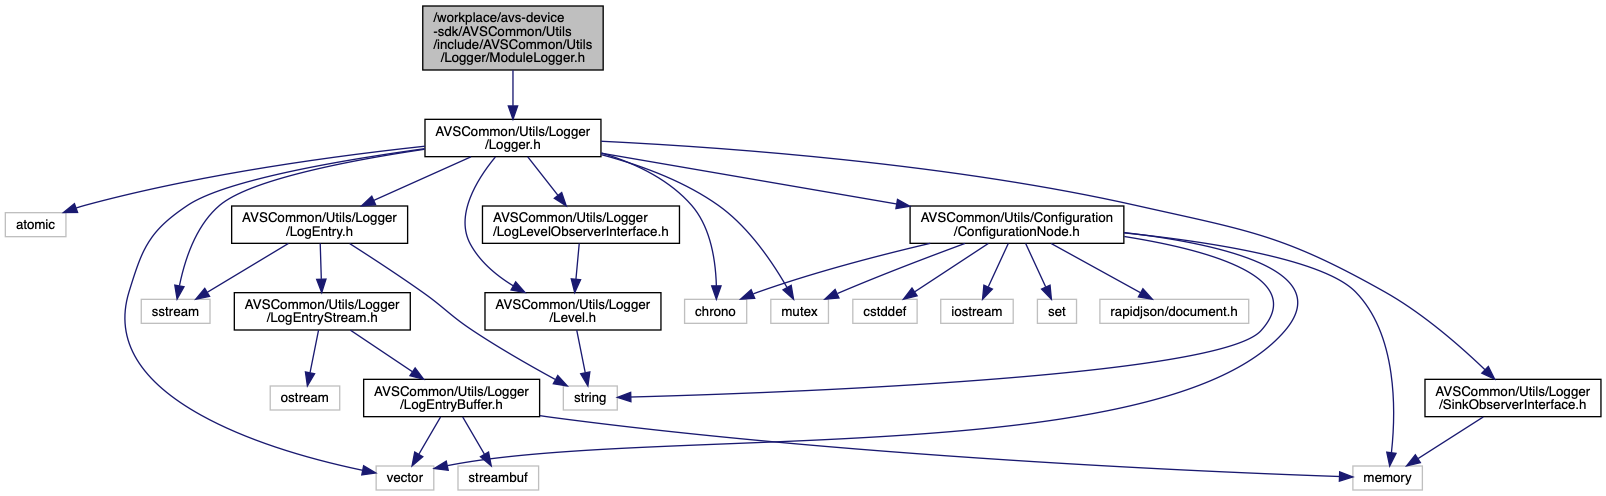 /workplace/avs-device
-sdk/AVSCommon/Utils
/include/AVSCommon/Utils
/Logger/ModuleLogger.h
AVSCommon/Utils/Logger
/Logger.h
atomic
AVSCommon/Utils/Logger
/LogEntry.h
AVSCommon/Utils/Logger
/LogLevelObserverInterface.h
AVSCommon/Utils/Configuration
/ConfigurationNode.h
sstream
AVSCommon/Utils/Logger
/LogEntryStream.h
AVSCommon/Utils/Logger
/Level.h
chrono
mutex
cstddef
iostream
set
rapidjson/document.h
ostream
AVSCommon/Utils/Logger
/LogEntryBuffer.h
string
AVSCommon/Utils/Logger
/SinkObserverInterface.h
vector
streambuf
memory